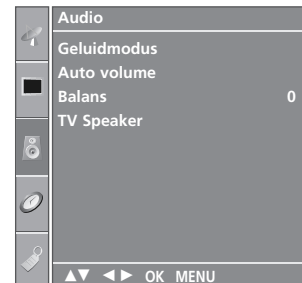 Audio
Geluidmodus
Auto volume
Balans 0
TV Speaker
▲▼ ◄► OK MENU